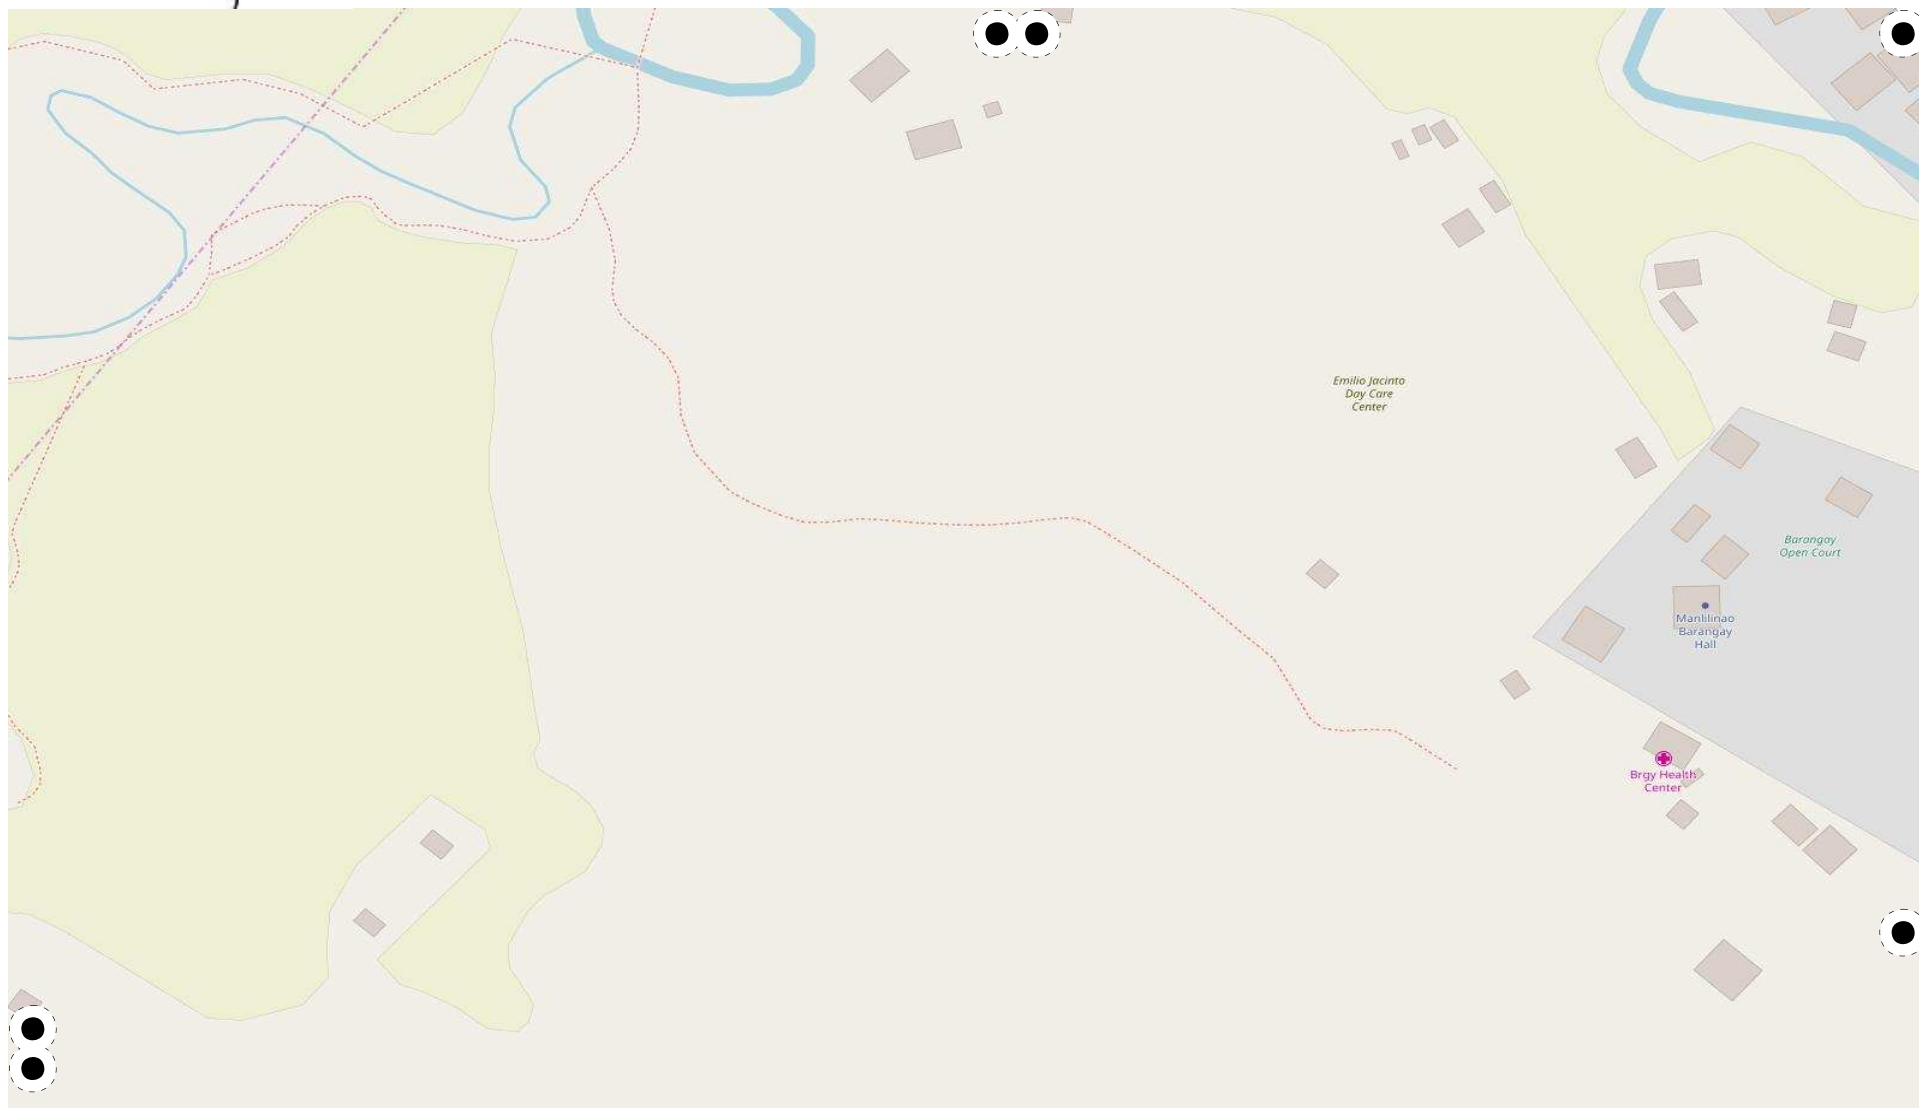 Emilio Jacinto
Day Care
Center
Barangay
Open Court
Manlilinao
Barangay
Hall
Brgy Health
Center